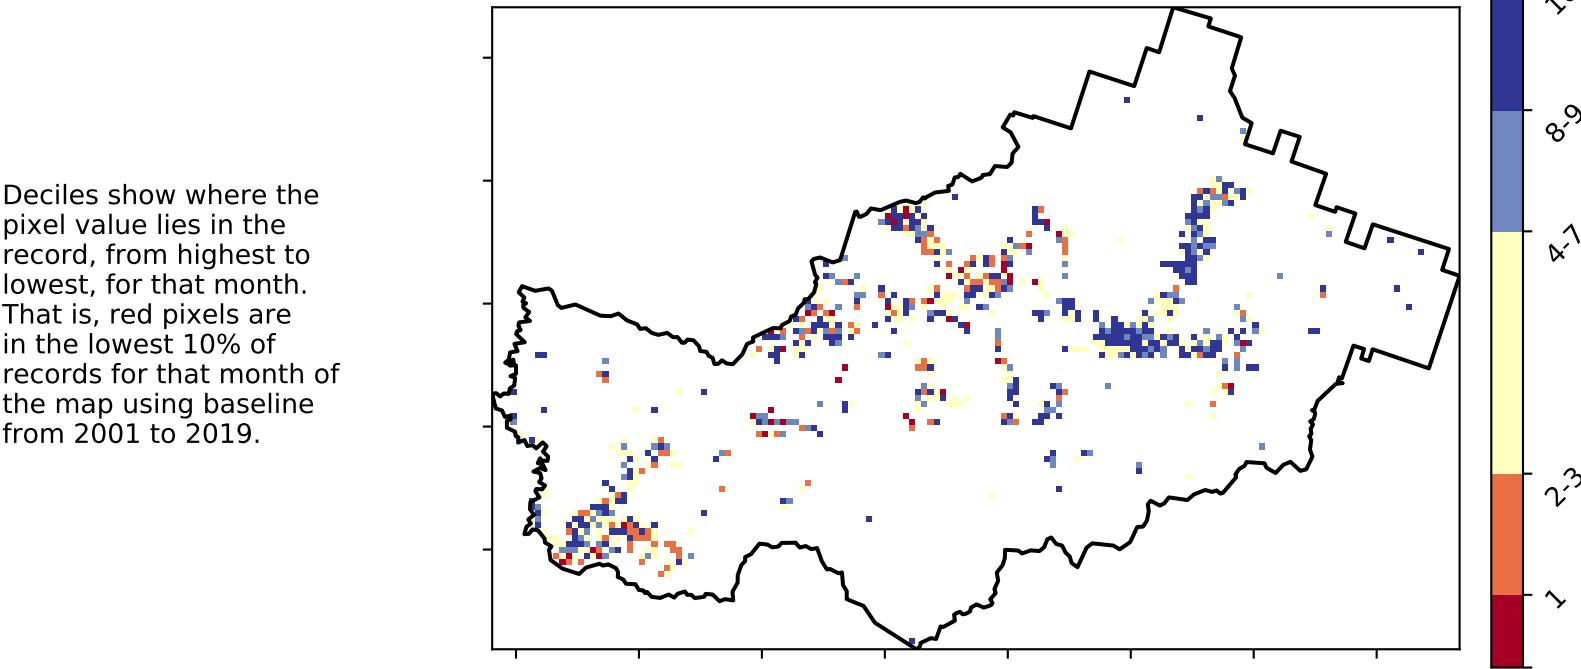 Deciles show where the
pixel value lies in the
record, from highest to
lowest, for that month.
That is, red pixels are
in the lowest 10% of
records for that month of
the map using baseline
from 2001 to 2019.
8-9
4-7
2-3
1